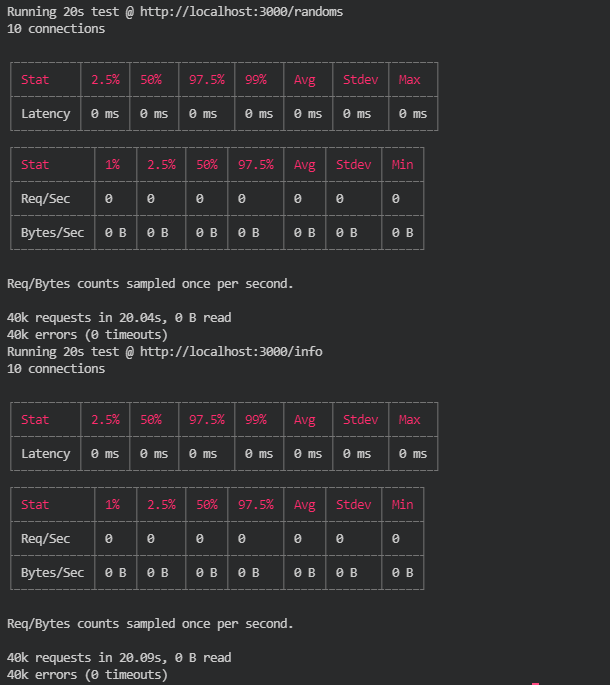 Running 20s test @ http://localhost:3000/randoms
10 connections
Stat 2.5% 50% 97.5% 99% Avg Stdev Max
Latency 0 ms 0 ms 0 ms 0 ms 0 ms 0 ms 0 ms
Stat 1% 2.5% 50% 97.5% Avg Stdev Min
Req/Sec 0 0 0 0 0 0 0
Bytes/Sec 0 B 0 B 0 B 0 B 0 B 0 B 0 B
Req/Bytes counts sampled once per second.
40k requests in 20.04s, 0 B read
40k errors (0 timeouts)
Running 20s test @ http://localhost:3000/info
10 connections
Stat 2.5% 50% 97.5% 99% Avg Stdev Max
Latency 0 ms 0 ms 0 ms 0 ms 0 ms 0 ms 0 ms
Stat 1% 2.5% 50% 97.5% Avg Stdev Min
Req/Sec 0 0 0 0 0 0 0
Bytes/Sec 0 B 0 B 0 B 0 B 0 B 0 B 0 B
Req/Bytes counts sampled once per second.
40k requests in 20.09s, 0 B read
40k errors (0 timeouts)